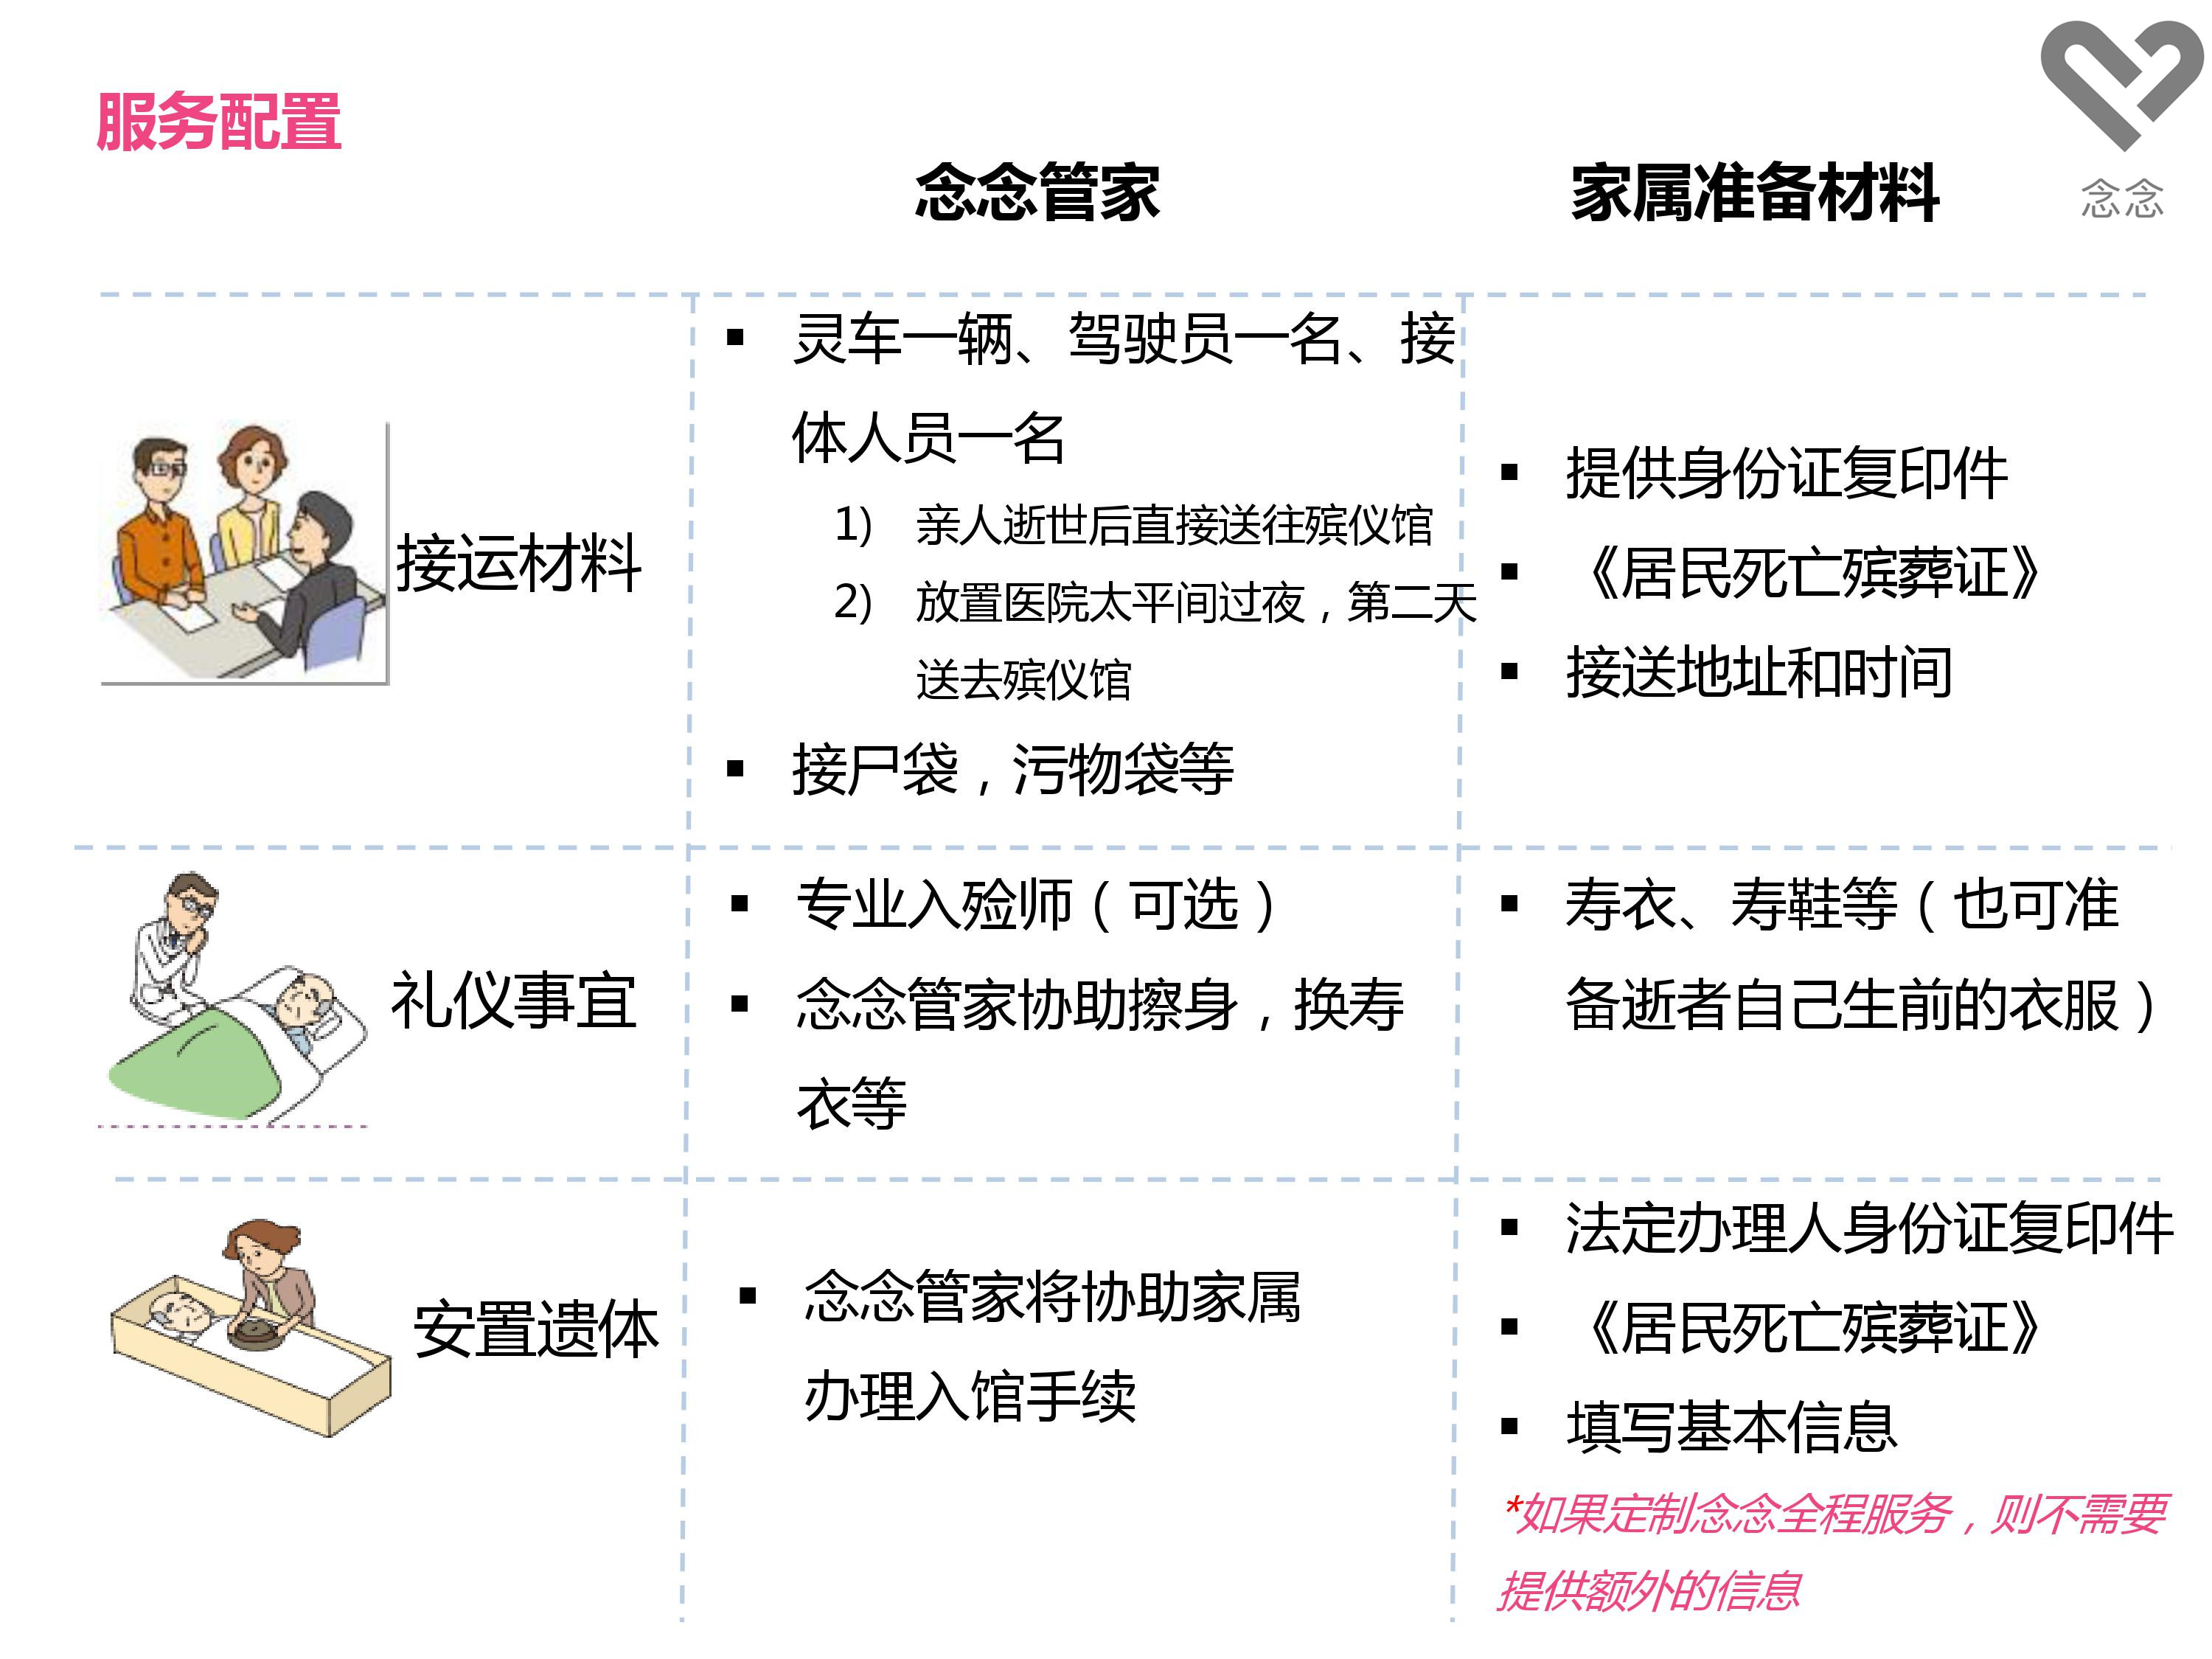 服务配置
念念管家
家属准备材料
念念
接运材料
▪ 灵车一辆、驾驶员一名、接
体人员一名
1) 亲人逝世后直接送往殡仪馆
2) 放置医院太平间过夜，第二天
送去殡仪馆
▪ 接尸袋，污物袋等
▪ 提供身份证复印件
▪ 《居民死亡殡葬证》
▪ 接送地址和时间
礼仪事宜
▪ 专业入殓师（可选）
▪ 念念管家协助擦身，换寿
衣等
▪ 寿衣、寿鞋等（也可准
备逝者自己生前的衣服）
安置遗体
▪ 念念管家将协助家属
办理入馆手续
▪ 法定办理人身份证复印件
▪ 《居民死亡殡葬证》
▪ 填写基本信息
*如果定制念念全程服务，则不需要
提供额外的信息